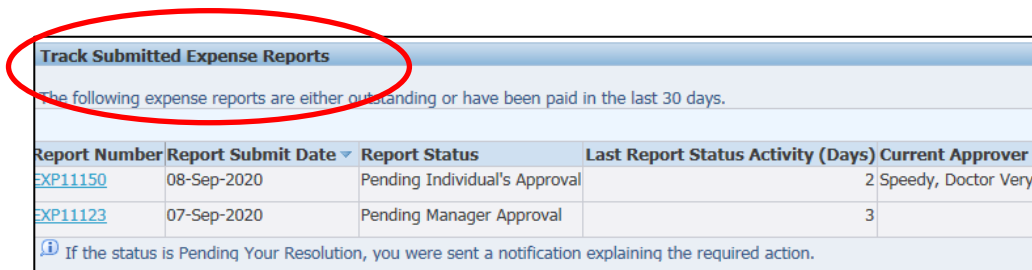 Track Submitted Expense Reports
The following expense reports are either outstanding or have been paid in the last 30 days.
Report Number Report Submit Date Report Status Last Report Status Activity (Days) Current Approver
EXP11150 08-Sep-2020 Pending Individual's Approval 2 Speedy, Doctor Very
EXP11123 07-Sep-2020 Pending Manager Approval 3
If the status is Pending Your Resolution, you were sent a notification explaining the required action.